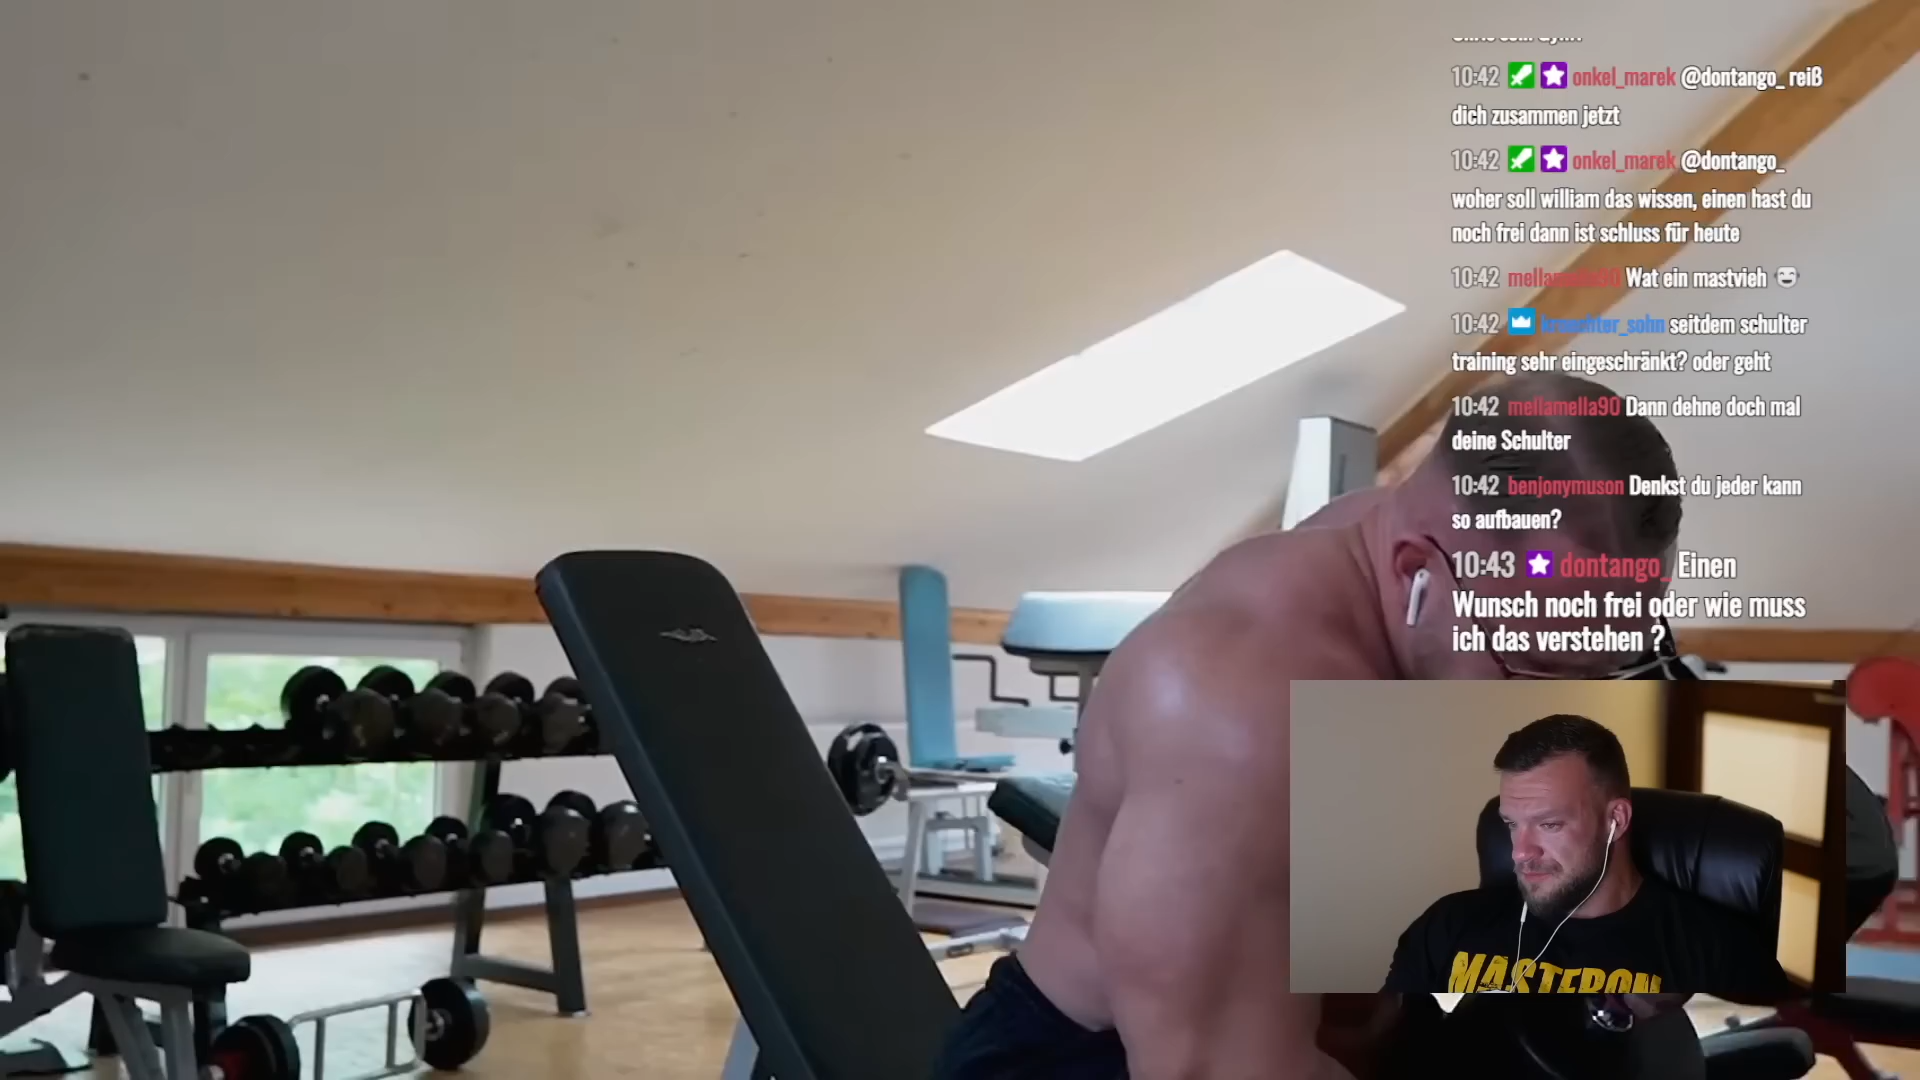 10:42 onkel_marek @dontango_ reiß
dich zusammen jetzt
10:42 onkel_marek @dontango_
woher soll william das wissen, einen hast du
noch frei dann ist schluss für heute
10:42 Wat ein mastvieh
10:42 seitdem schulter
training sehr eingeschränkt? oder geht
10:42 mellamella90 Dann dehne doch mal
deine Schulter
10:42 benjonymuson Denkst du jeder kann
so aufbauen?
10:43 dontango_ Einen
Wunsch noch frei oder wie muss
ich das verstehen ?
MASTERON